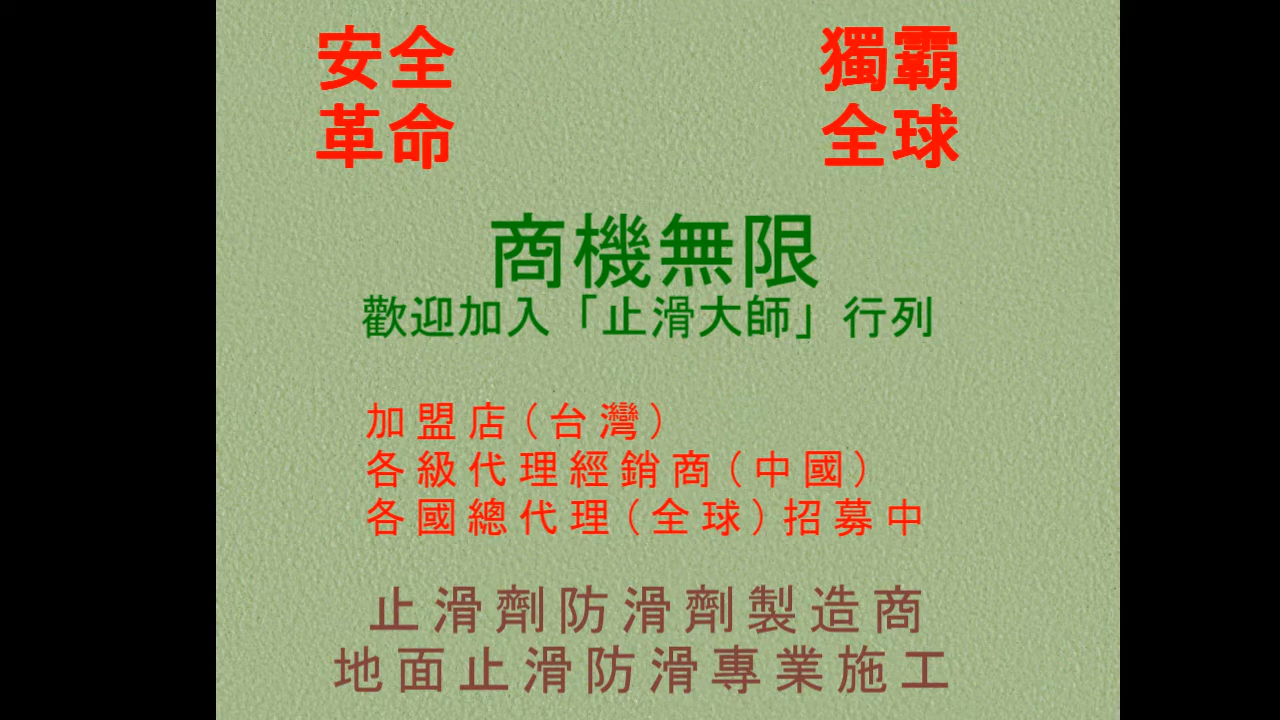 安全
革命
獨霸
全球
商機無限
歡迎加入「止滑大師」行列
加盟店(台灣)
各級代理經銷商(中國)
各國總代理(全球)招募中
止滑劑防滑劑製造商
地面止滑防滑專業施工